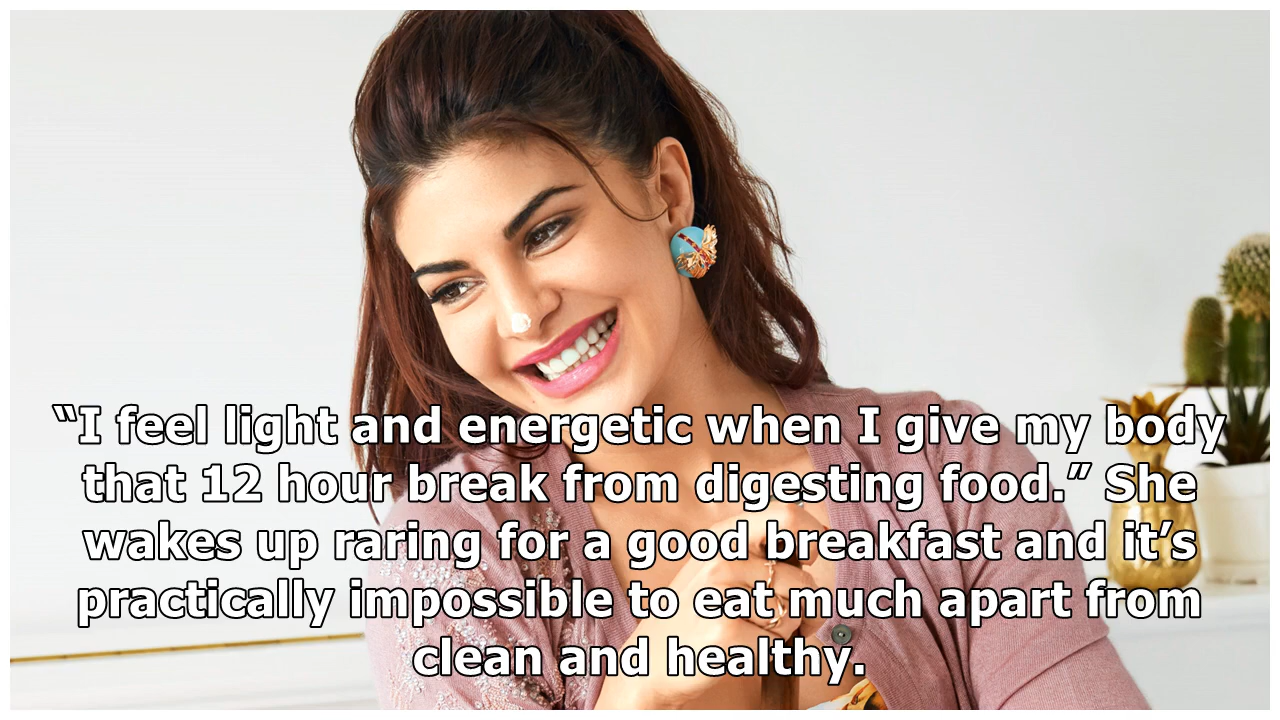 “I feel light and energetic when I give my body
that 12 hour break from digesting food.” She
wakes up raring for a good breakfast and it’s
practically impossible to eat much apart from
clean and healthy.